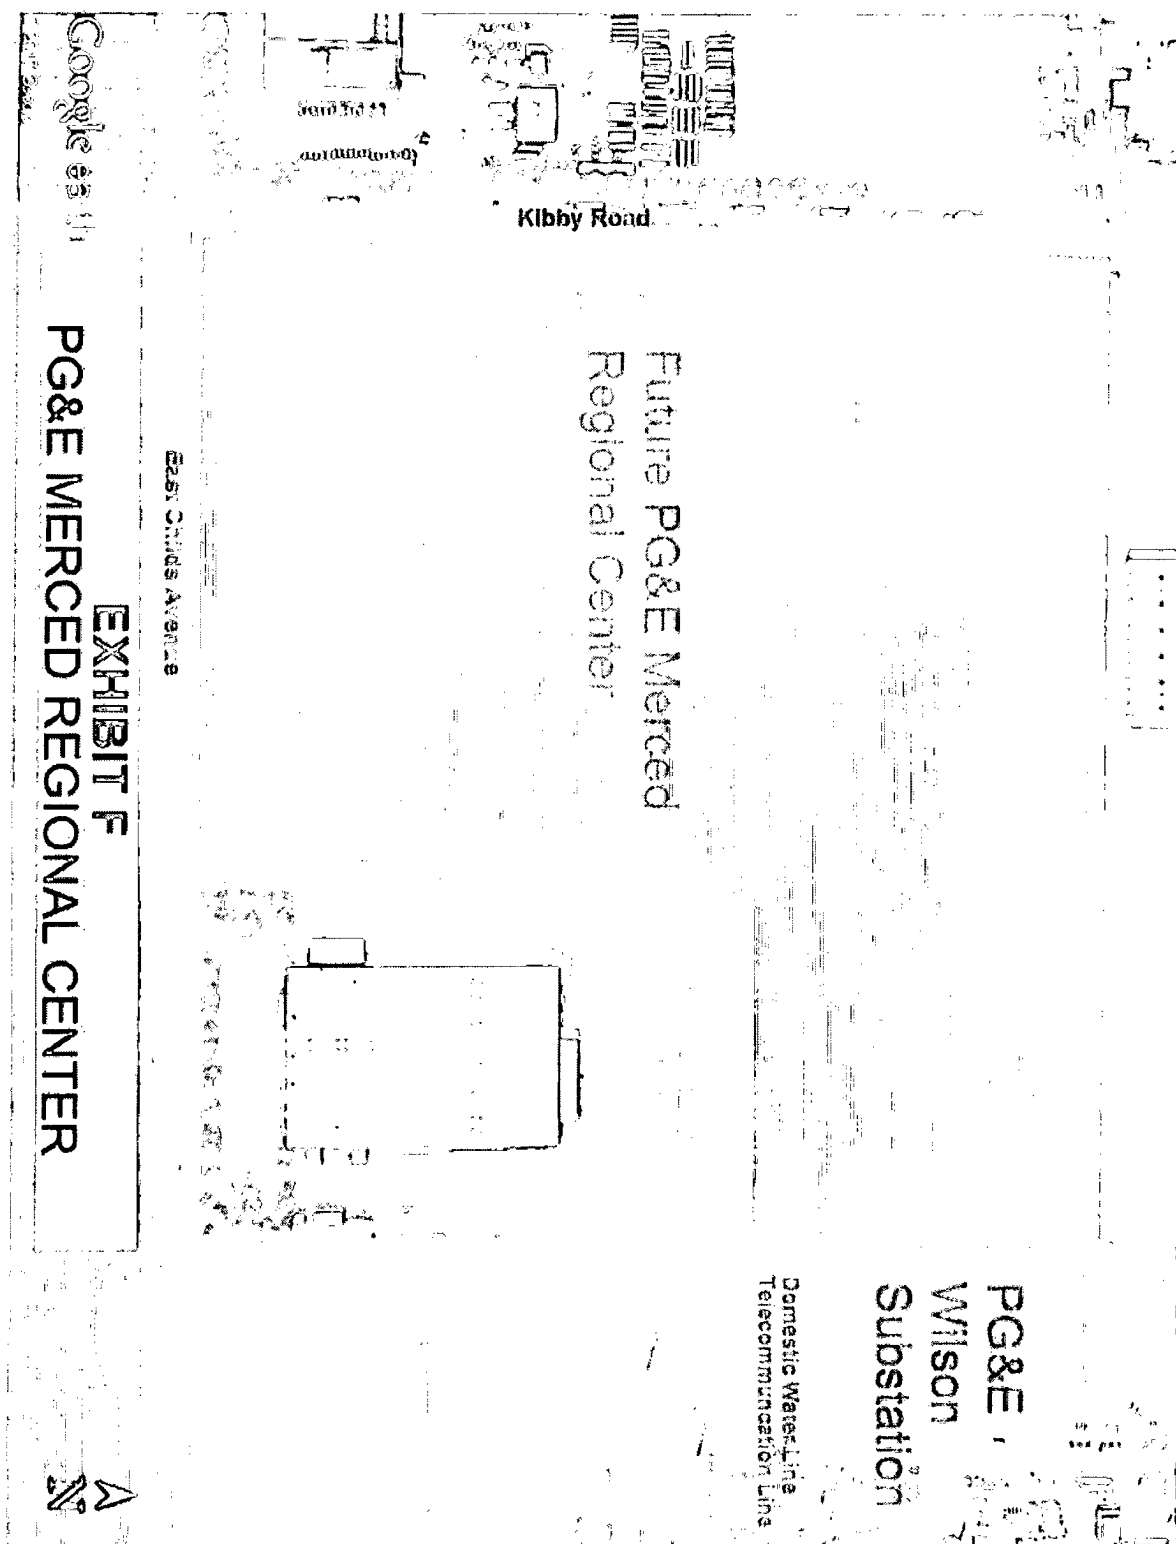 Kibby Road
PG&E
Wilson
Substation
Domestic Water Line
Telecommuncation Line
Future PG&E Merced
Regional Center
East Childs Avenue
EXHIBIT F
PG&E MERCED REGIONAL CENTER
Google earth
N